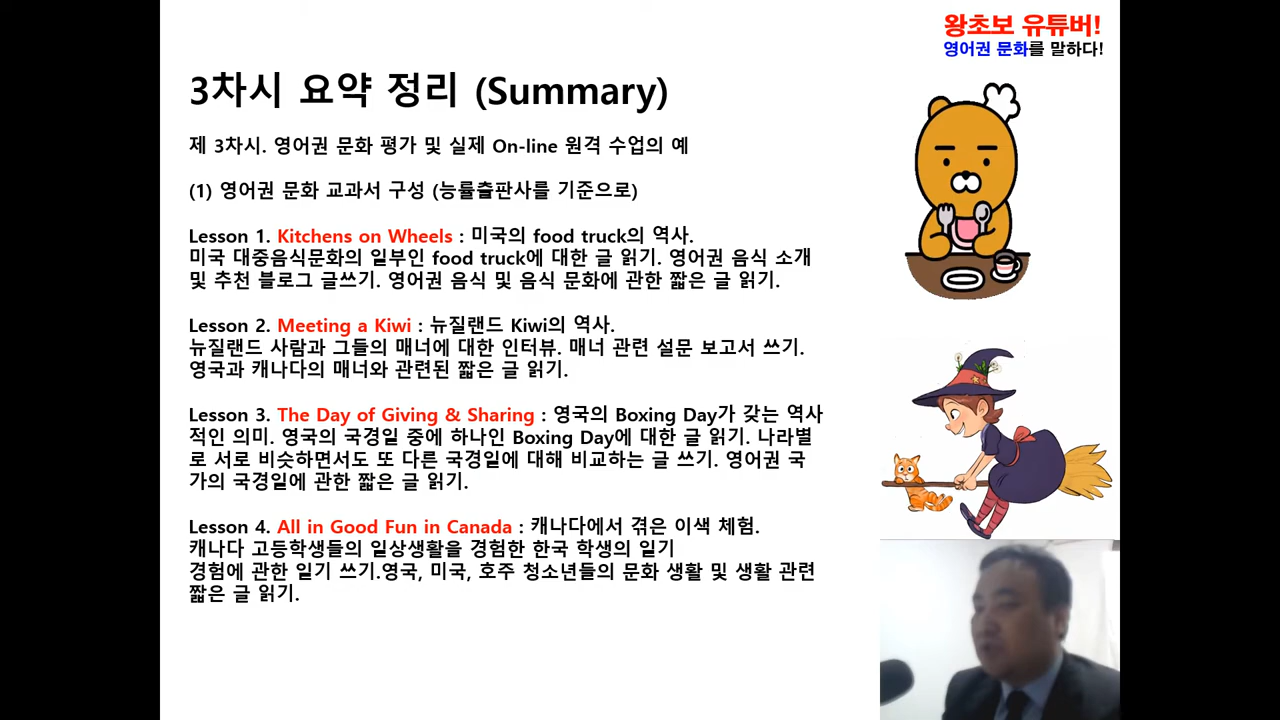 왕초보 유튜버!
영어권 문화를 말하다!
3차시 요약 정리 (Summary)
제 3차시. 영어권 문화 평가 및 실제 On-line 원격 수업의 예
(1) 영어권 문화 교과서 구성 (능률출판사를 기준으로)
Lesson 1. Kitchens on Wheels : 미국의 food truck의 역사.
미국 대중음식문화의 일부인 food truck에 대한 글 읽기. 영어권 음식 소개
및 추천 블로그 글쓰기. 영어권 음식 및 음식 문화에 관한 짧은 글 읽기.
Lesson 2. Meeting a Kiwi : 뉴질랜드 Kiwi의 역사.
뉴질랜드 사람과 그들의 매너에 대한 인터뷰. 매너 관련 설문 보고서 쓰기.
영국과 캐나다의 매너와 관련된 짧은 글 읽기.
Lesson 3. The Day of Giving & Sharing : 영국의 Boxing Day가 갖는 역사
적인 의미. 영국의 국경일 중에 하나인 Boxing Day에 대한 글 읽기. 나라별
로 서로 비슷하면서도 또 다른 국경일에 대해 비교하는 글 쓰기. 영어권 국
가의 국경일에 관한 짧은 글 읽기.
Lesson 4. All in Good Fun in Canada : 캐나다에서 겪은 이색 체험.
캐나다 고등학생들의 일상생활을 경험한 한국 학생의 일기
경험에 관한 일기 쓰기.영국, 미국, 호주 청소년들의 문화 생활 및 생활 관련
짧은 글 읽기.